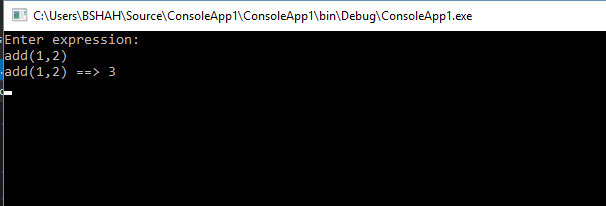 C:\Users\BSHAH\Source\ConsoleApp1\ConsoleApp1\bin\Debug\ConsoleApp1.exe
Enter expression:
add(1,2)
add(1,2) ==> 3